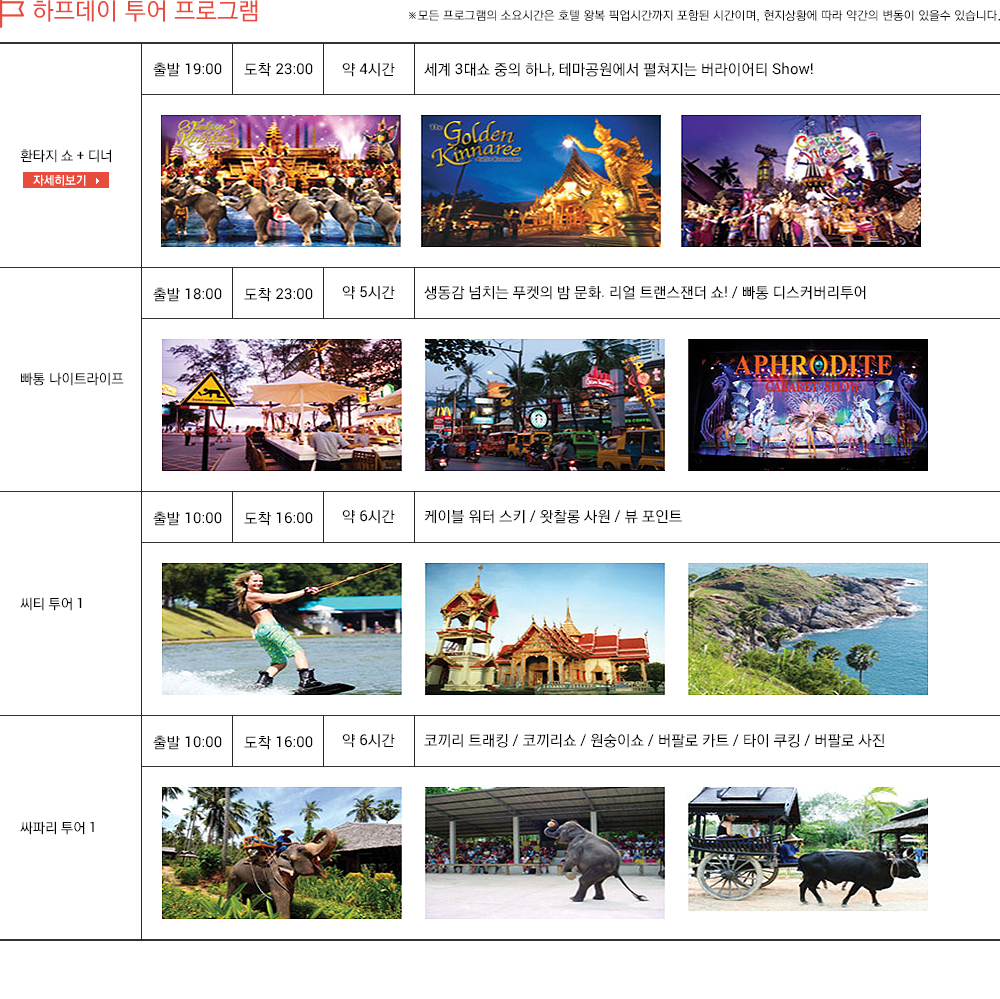 하프데이 투어 프로그램
※모든 프로그램의 소요시간은 호텔 왕복 픽업시간까지 포함된 시간이며, 현지상황에 따라 약간의 변동이 있을수 있습니다.
출발 19:00 도착 23:00 약 4시간 세계 3대쇼 중의 하나, 테마공원에서 펼쳐지는 버라이어티 Show!
환타지 쇼 + 디너
자세히보기
Fantasy
Kingdom
The Golden
Kinnaree
Carnival
출발 18:00 도착 23:00 약 5시간 생동감 넘치는 푸켓의 밤 문화. 리얼 트랜스잰더 쇼! / 빠통 디스커버리투어
빠통 나이트라이프
APHRODITE
CABARET SHOW
출발 10:00 도착 16:00 약 6시간 케이블 워터 스키 / 왓찰롱 사원 / 뷰 포인트
씨티 투어 1
출발 10:00 도착 16:00 약 6시간 코끼리 트래킹 / 코끼리쇼 / 원숭이쇼 / 버팔로 카트 / 타이 쿠킹 / 버팔로 사진
싸파리 투어 1